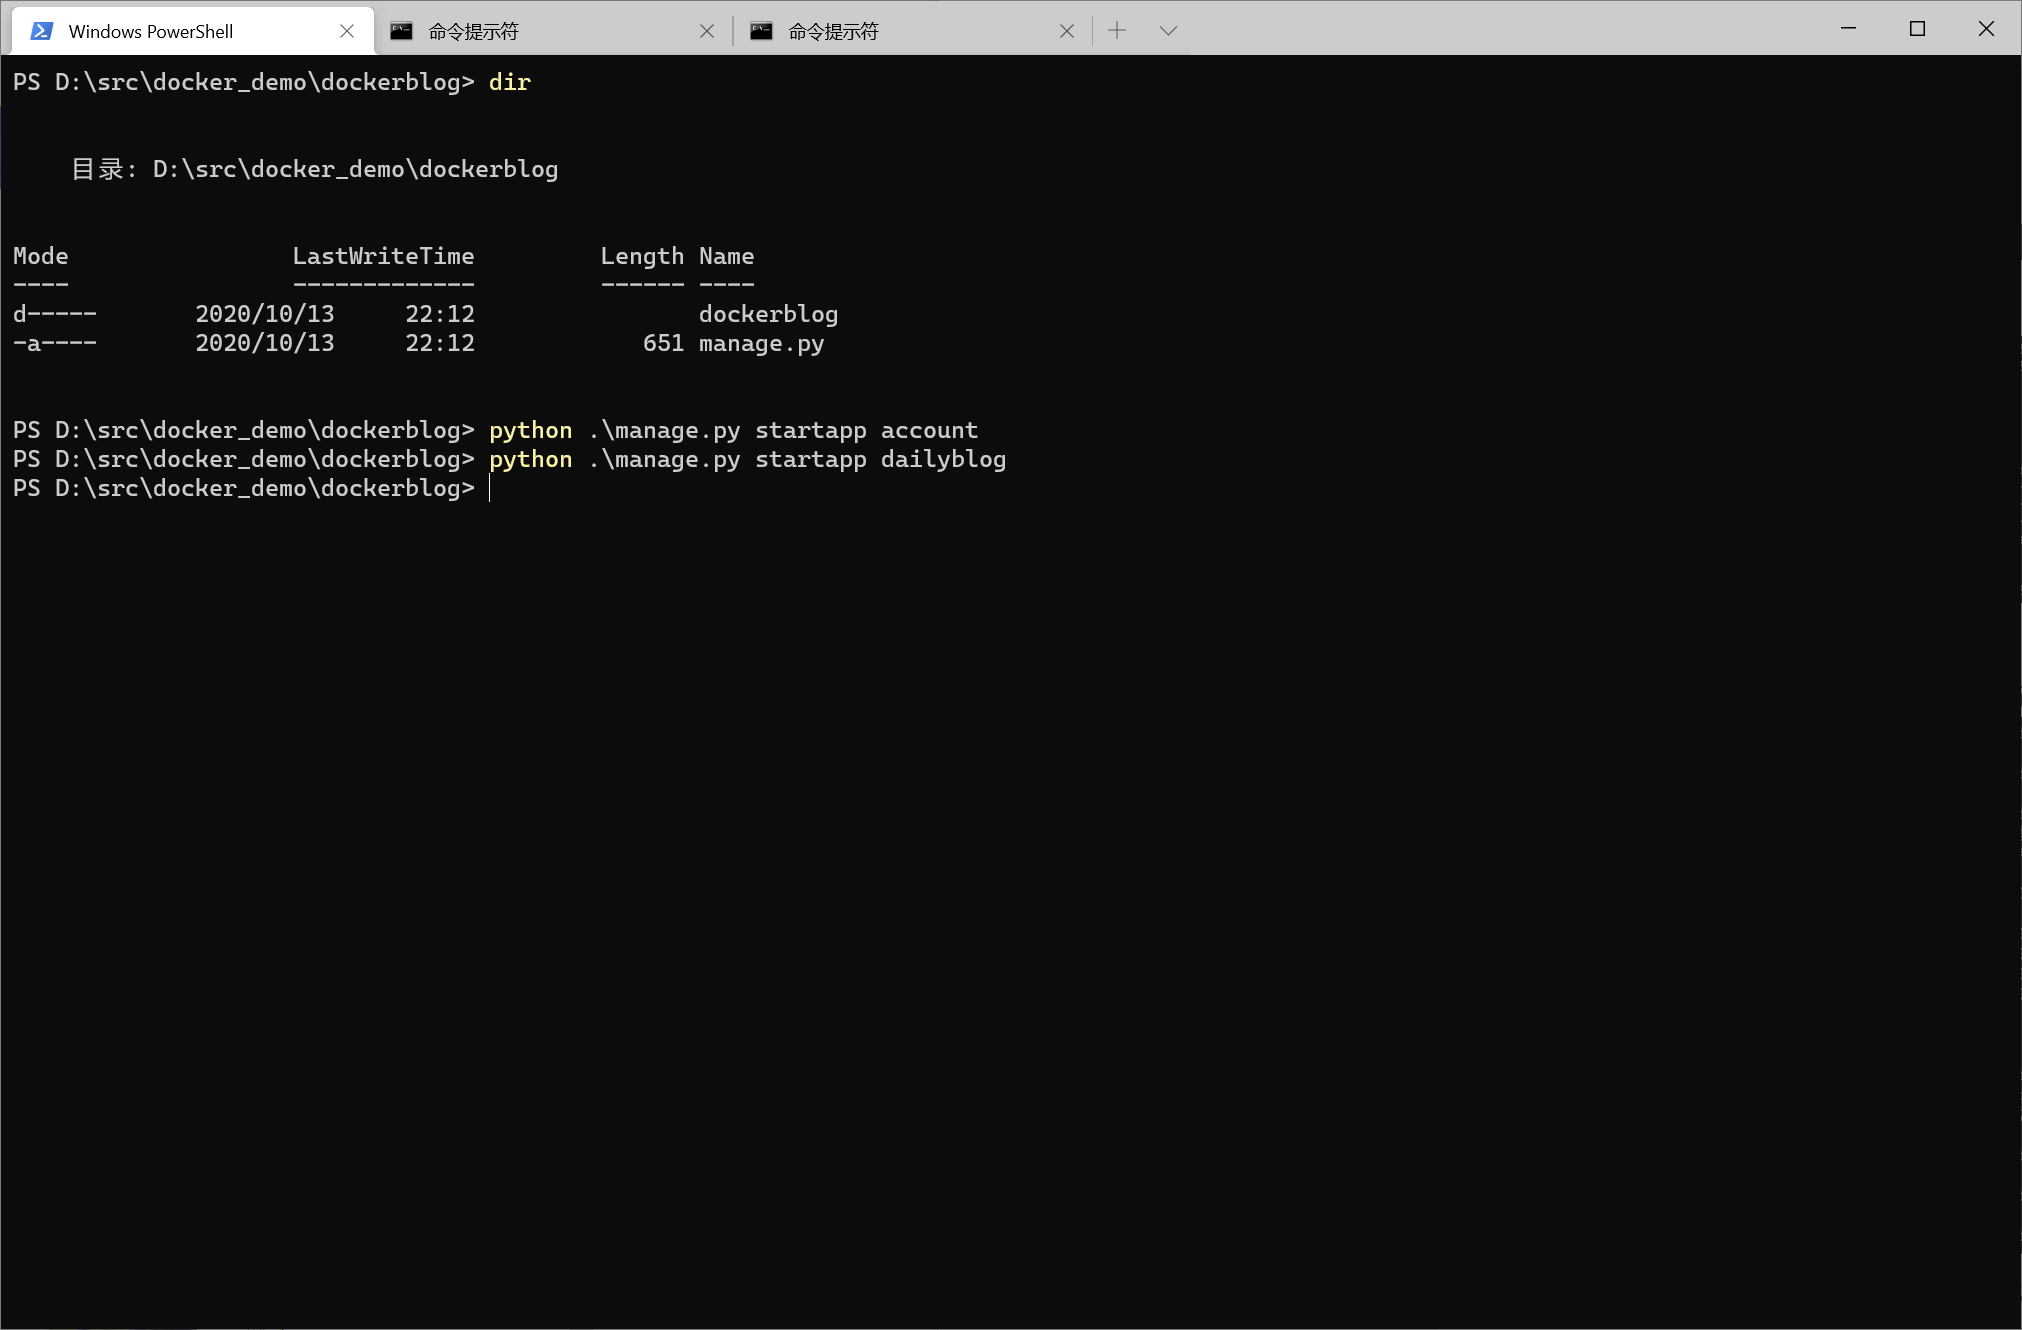 Windows PowerShell 命令提示符 命令提示符
PS D:\src\docker_demo\dockerblog> dir
目录: D:\src\docker_demo\dockerblog
Mode LastWriteTime Length Name
---- ------------- ------ ----
d----- 2020/10/13 22:12 dockerblog
-a---- 2020/10/13 22:12 651 manage.py
PS D:\src\docker_demo\dockerblog> python .\manage.py startapp account
PS D:\src\docker_demo\dockerblog> python .\manage.py startapp dailyblog
PS D:\src\docker_demo\dockerblog>